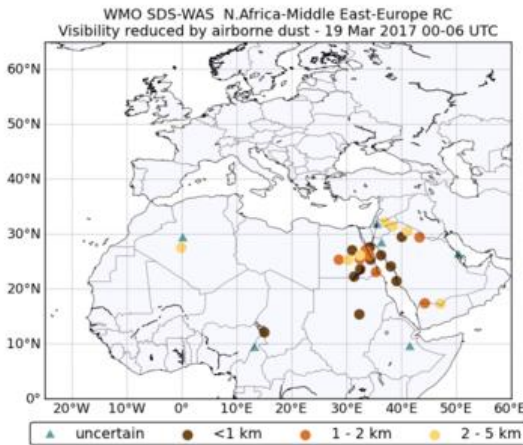 WMO SDS-WAS N.Africa-Middle East-Europe RC
Visibility reduced by airborne dust - 19 Mar 2017 00-06 UTC
60°N
50°N
40°N
30°N
20°N
10°N
0°
20°W 10°W 0° 10°E 20°E 30°E 40°E 50°E 60°E
uncertain <1 km 1 - 2 km 2 - 5 km